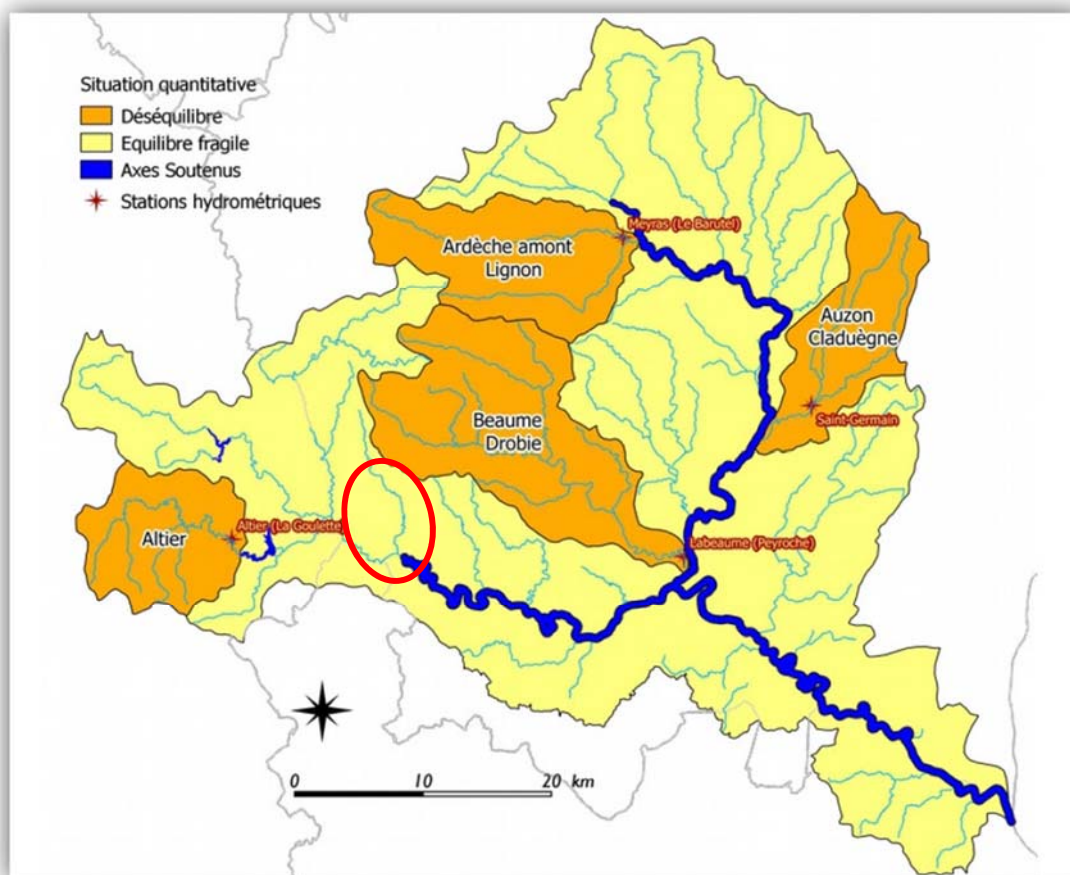 Situation quantitative
Déséquilibre
Equilibre fragile
Axes Soutenus
Stations hydrométriques
Meyras (Le Barutel)
Ardèche amont
Lignon
Auzon
Claduègne
Beaume
Drobie
Saint-Germain
Altier
Altier (La Goulette)
Labeaume (Peyroche)
0 10 20 km